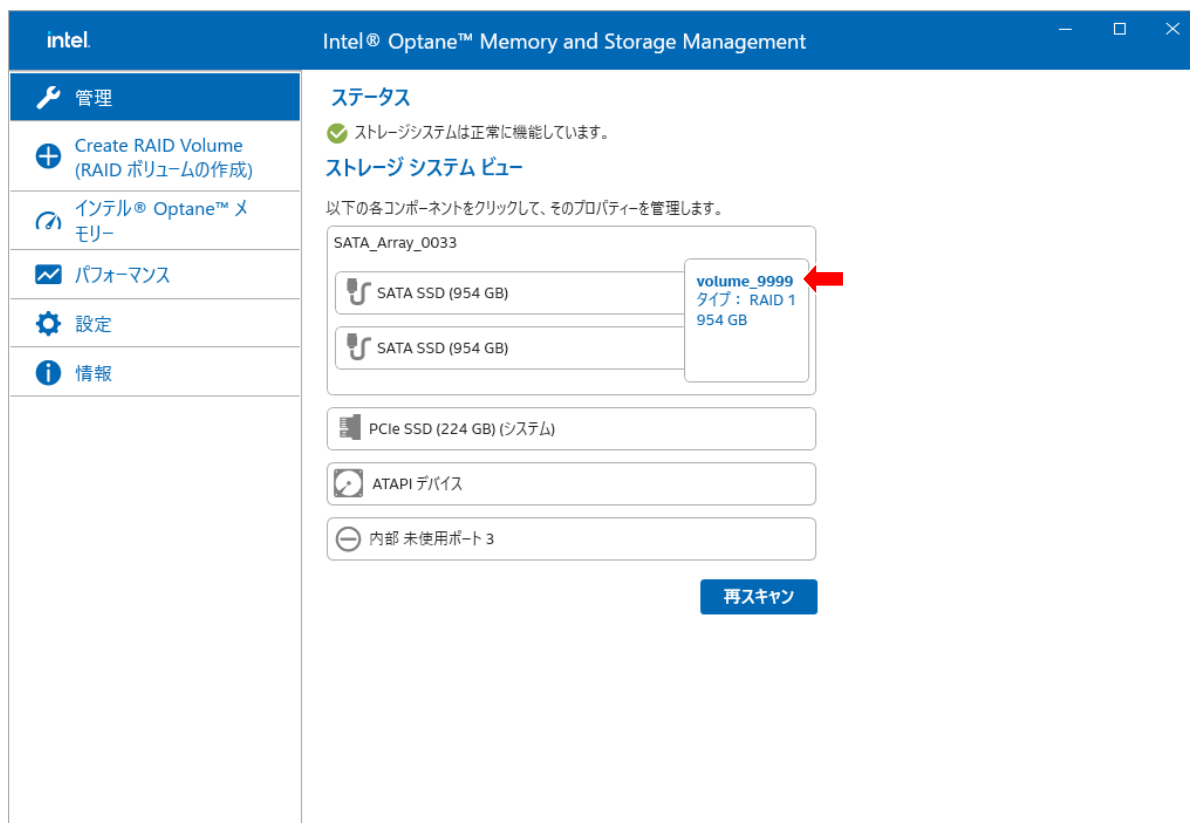 intel.
Intel® Optane™ Memory and Storage Management
管理
Create RAID Volume
(RAID ボリュームの作成)
インテル® Optane™ メ
モリー
パフォーマンス
設定
情報
ステータス
ストレージシステムは正常に機能しています。
ストレージ システム ビュー
以下の各コンポーネントをクリックして、そのプロパティーを管理します。
SATA_Array_0033
SATA SSD (954 GB)
SATA SSD (954 GB)
volume_9999
タイプ： RAID 1
954 GB
PCIe SSD (224 GB) (システム)
ATAPI デバイス
内部 未使用ポート 3
再スキャン